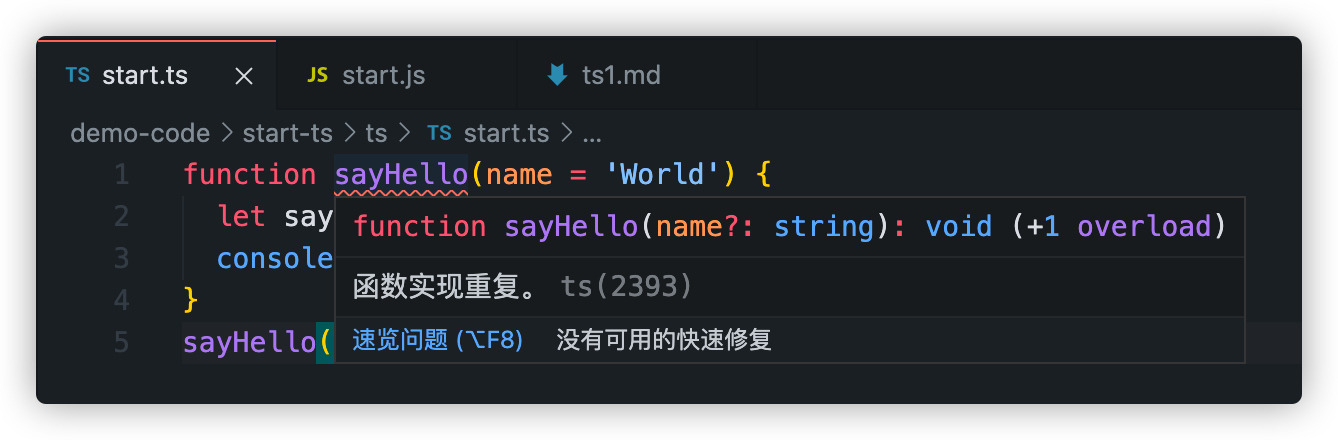 TS start.ts × JS start.js ts1.md
demo-code > start-ts > ts > TS start.ts > ...
1 function sayHello(name = 'World') {
2 let say
function sayHello(name?: string): void (+1 overload)
3 console
函数实现重复。 ts(2393)
4 }
5 sayHello(
速览问题 (⌥F8) 没有可用的快速修复